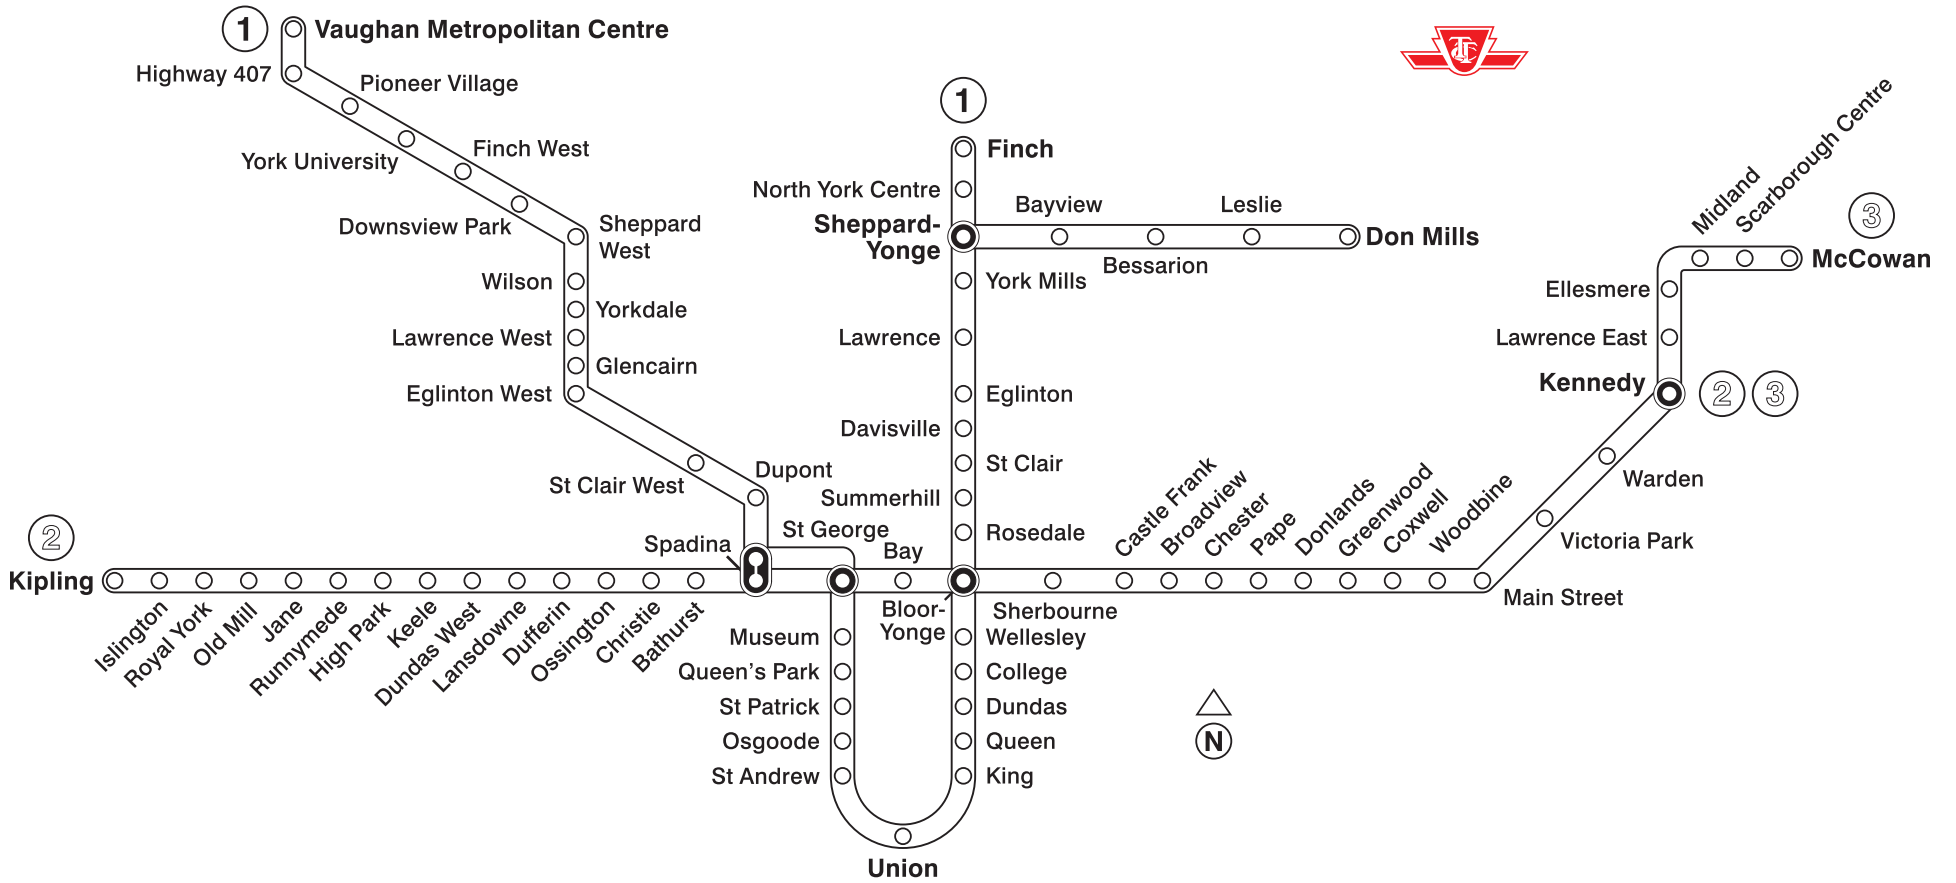 1
Vaughan Metropolitan Centre
Highway 407
Pioneer Village
York University
Finch West
Downsview Park
Sheppard
West
Wilson
Yorkdale
Lawrence West
Glencairn
Eglinton West
St Clair West
Dupont
Spadina
St George
Museum
Queen's Park
St Patrick
Osgoode
St Andrew
Union
King
Queen
Dundas
College
Wellesley
Bloor-
Yonge
Rosedale
Summerhill
St Clair
Davisville
Eglinton
Lawrence
York Mills
Sheppard-
Yonge
North York Centre
Finch
1
Bayview
Bessarion
Leslie
Don Mills
2
Kipling
Islington
Royal York
Old Mill
Jane
Runnymede
High Park
Keele
Dundas West
Lansdowne
Dufferin
Ossington
Christie
Bathurst
Bay
Sherbourne
Castle Frank
Broadview
Chester
Pape
Donlands
Greenwood
Coxwell
Woodbine
Main Street
Victoria Park
Warden
Kennedy
2
3
Lawrence East
Ellesmere
Midland
Scarborough Centre
McCowan
3
TTC
N